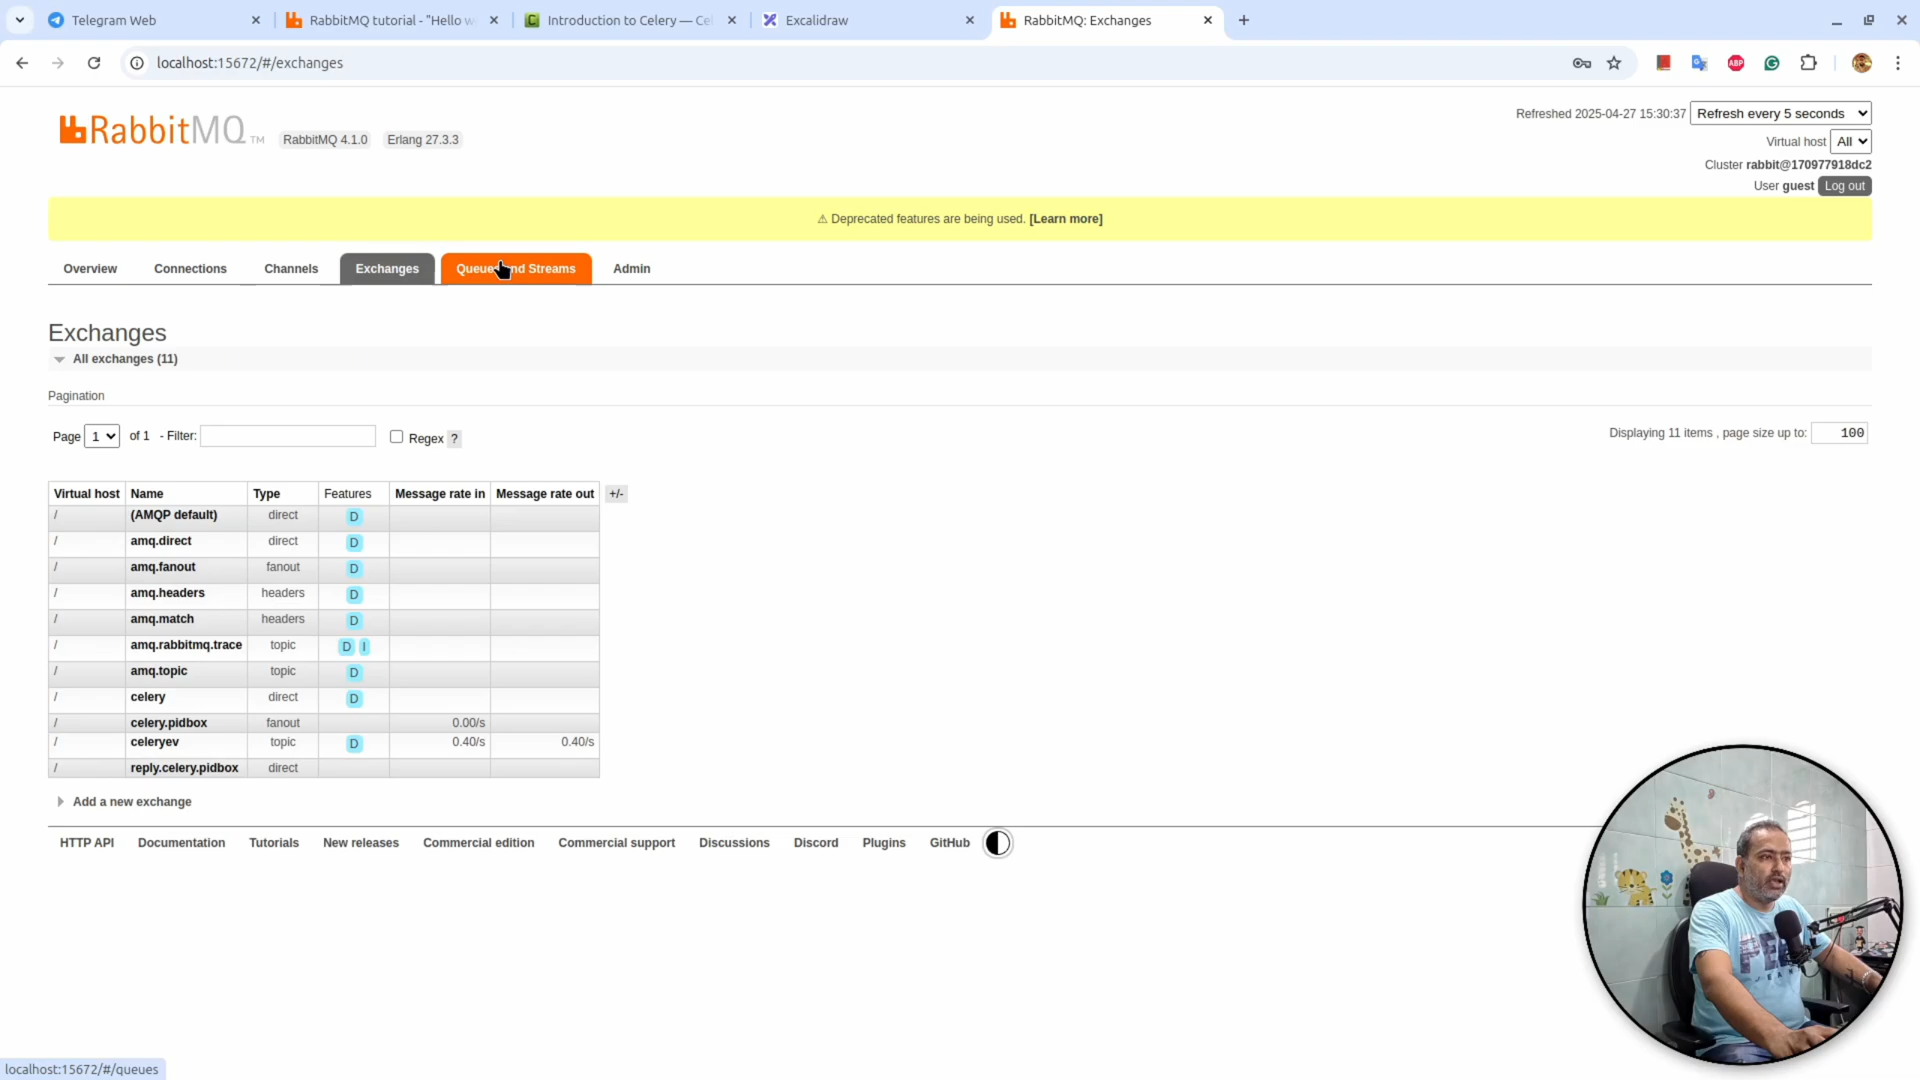 Telegram Web
RabbitMQ tutorial - "Hello w
Introduction to Celery — Cel
Excalidraw
RabbitMQ: Exchanges
localhost:15672/#/exchanges
ABP
RabbitMQ TM
RabbitMQ 4.1.0
Erlang 27.3.3
Refreshed 2025-04-27 15:30:37
Refresh every 5 seconds
Virtual host All
Cluster rabbit@170977918dc2
User guest Log out
⚠ Deprecated features are being used. [Learn more]
Overview
Connections
Channels
Exchanges
Queues and Streams
Admin
Exchanges
All exchanges (11)
Pagination
Page 1 of 1 - Filter:
Regex ?
Displaying 11 items , page size up to: 100
Virtual host Name Type Features Message rate in Message rate out +/-
/ (AMQP default) direct D
/ amq.direct direct D
/ amq.fanout fanout D
/ amq.headers headers D
/ amq.match headers D
/ amq.rabbitmq.trace topic D I
/ amq.topic topic D
/ celery direct D
/ celery.pidbox fanout 0.00/s
/ celeryev topic D 0.40/s 0.40/s
/ reply.celery.pidbox direct
Add a new exchange
HTTP API
Documentation
Tutorials
New releases
Commercial edition
Commercial support
Discussions
Discord
Plugins
GitHub
localhost:15672/#/queues